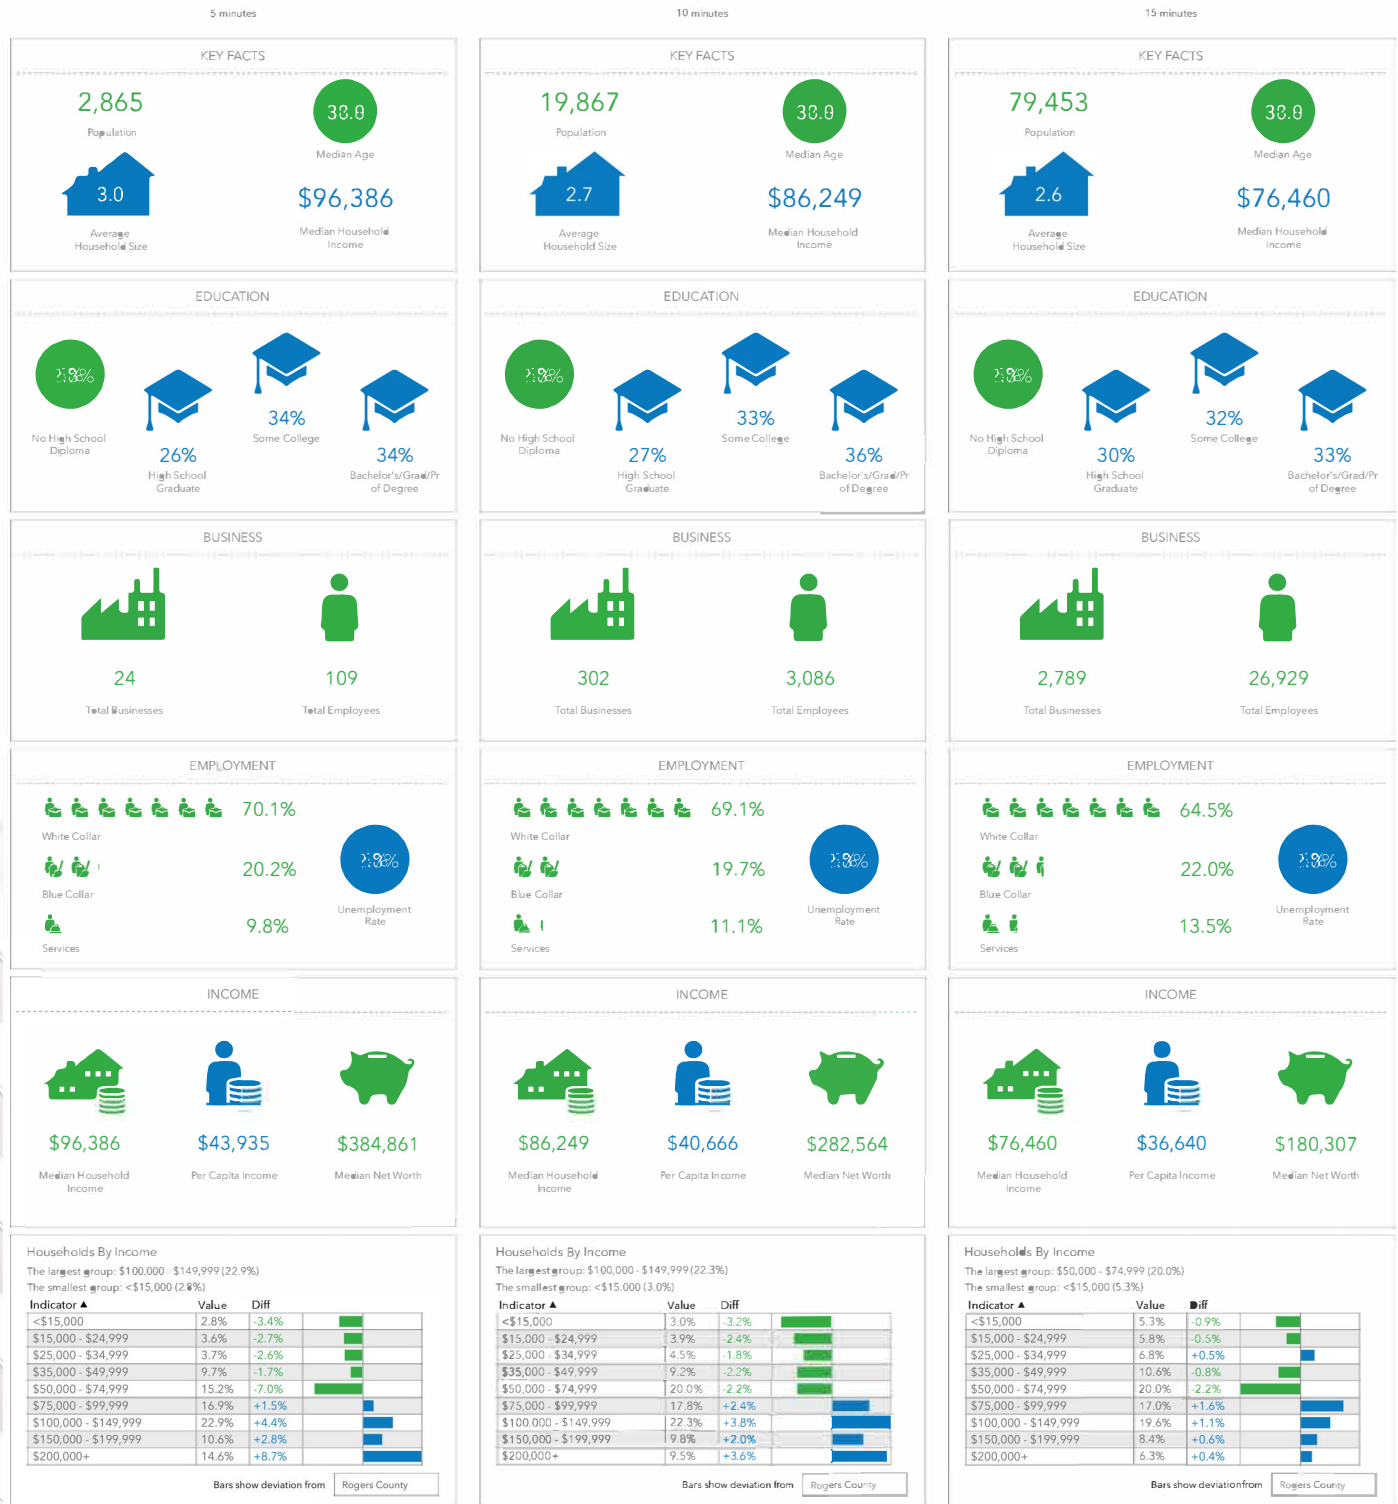 5 minutes
10 minutes
15 minutes
KEY FACTS
2,865
Population
Median Age
3.0
Average
Household Size
$96,386
Median Household
Income
KEY FACTS
19,867
Population
Median Age
2.7
Average
Household Size
$86,249
Median Household
Income
KEY FACTS
79,453
Population
Median Age
2.6
Average
Household Size
$76,460
Median Household
Income
EDUCATION
No High School
Diploma
26%
High School
Graduate
34%
Some College
34%
Bachelor's/Grad/Pr
of Degree
EDUCATION
No High School
Diploma
27%
High School
Graduate
33%
Some College
36%
Bachelor's/Grad/Pr
of Degree
EDUCATION
No High School
Diploma
30%
High School
Graduate
32%
Some College
33%
Bachelor's/Grad/Pr
of Degree
BUSINESS
24
Total Businesses
109
Total Employees
BUSINESS
302
Total Businesses
3,086
Total Employees
BUSINESS
2,789
Total Businesses
26,929
Total Employees
EMPLOYMENT
70.1%
White Collar
20.2%
Blue Collar
9.8%
Services
Unemployment
Rate
EMPLOYMENT
69.1%
White Collar
19.7%
Blue Collar
11.1%
Services
Unemployment
Rate
EMPLOYMENT
64.5%
White Collar
22.0%
Blue Collar
13.5%
Services
Unemployment
Rate
INCOME
$96,386
Median Household
Income
$43,935
Per Capita Income
$384,861
Median Net Worth
INCOME
$86,249
Median Household
Income
$40,666
Per Capita Income
$282,564
Median Net Worth
INCOME
$76,460
Median Household
Income
$36,640
Per Capita Income
$180,307
Median Net Worth
Households By Income
The largest group: $100,000 - $149,999 (22.9%)
The smallest group: <$15,000 (2.8%)
Indicator ▲ Value Diff
<$15,000 2.8% -3.4%
$15,000 - $24,999 3.6% -2.7%
$25,000 - $34,999 3.7% -2.6%
$35,000 - $49,999 9.7% -1.7%
$50,000 - $74,999 15.2% -7.0%
$75,000 - $99,999 16.9% +1.5%
$100,000 - $149,999 22.9% +4.4%
$150,000 - $199,999 10.6% +2.8%
$200,000+ 14.6% +8.7%
Bars show deviation from Rogers County
Households By Income
The largest group: $100,000 - $149,999 (22.3%)
The smallest group: <$15,000 (3.0%)
Indicator ▲ Value Diff
<$15,000 3.0% -3.2%
$15,000 - $24,999 3.9% -2.4%
$25,000 - $34,999 4.5% -1.8%
$35,000 - $49,999 9.2% -2.2%
$50,000 - $74,999 20.0% -2.2%
$75,000 - $99,999 17.8% +2.4%
$100,000 - $149,999 22.3% +3.8%
$150,000 - $199,999 9.8% +2.0%
$200,000+ 9.5% +3.6%
Bars show deviation from Rogers County
Households By Income
The largest group: $50,000 - $74,999 (20.0%)
The smallest group: <$15,000 (5.3%)
Indicator ▲ Value Diff
<$15,000 5.3% -0.9%
$15,000 - $24,999 5.8% -0.5%
$25,000 - $34,999 6.8% +0.5%
$35,000 - $49,999 10.6% -0.8%
$50,000 - $74,999 20.0% -2.2%
$75,000 - $99,999 17.0% +1.6%
$100,000 - $149,999 19.6% +1.1%
$150,000 - $199,999 8.4% +0.6%
$200,000+ 6.3% +0.4%
Bars show deviation from Rogers County